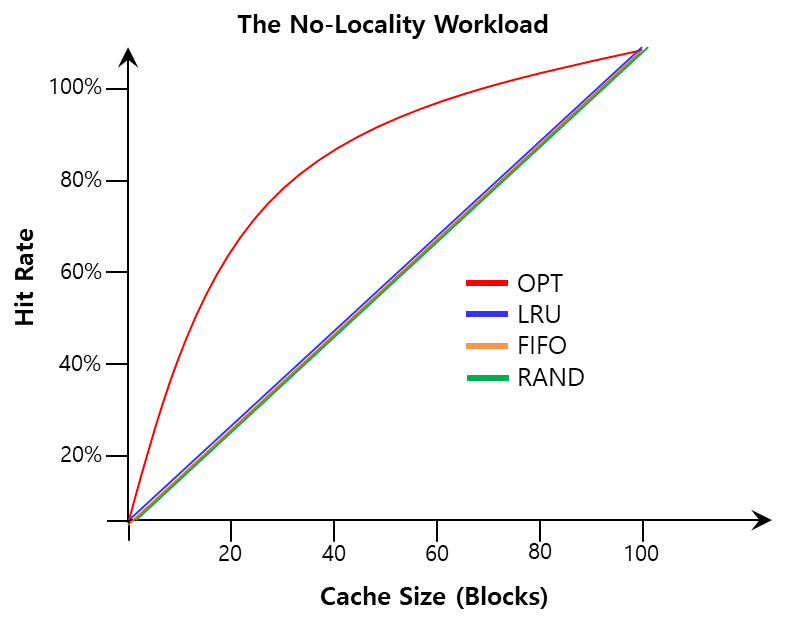 The No-Locality Workload
100%
80%
60%
40%
20%
Hit Rate
OPT
LRU
FIFO
RAND
20 40 60 80 100
Cache Size (Blocks)